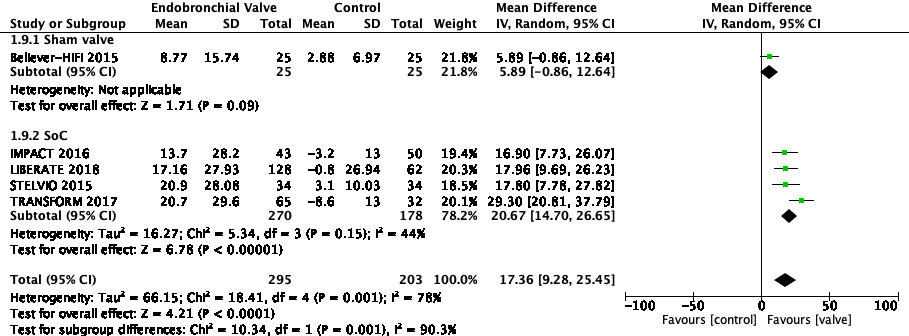 Endobronchial Valve Control Mean Difference Mean Difference
Study or Subgroup Mean SD Total Mean SD Total Weight IV, Random, 95% CI IV, Random, 95% CI
1.9.1 Sham valve
Believer-HIFI 2015 8.77 15.74 25 2.88 6.97 25 21.8% 5.89 [-0.86, 12.64]
Subtotal (95% CI) 25 25 21.8% 5.89 [-0.86, 12.64]
Heterogeneity: Not applicable
Test for overall effect: Z = 1.71 (P = 0.09)
1.9.2 SoC
IMPACT 2016 13.7 28.2 43 -3.2 13 50 19.4% 16.90 [7.73, 26.07]
LIBERATE 2018 17.16 27.93 128 -0.8 26.94 62 20.3% 17.96 [9.69, 26.23]
STELVIO 2015 20.9 28.08 34 3.1 10.03 34 18.5% 17.80 [7.78, 27.82]
TRANSFORM 2017 20.7 29.6 65 -8.6 13 32 20.1% 29.30 [20.81, 37.79]
Subtotal (95% CI) 270 178 78.2% 20.67 [14.70, 26.65]
Heterogeneity: Tau² = 16.27; Chi² = 5.34, df = 3 (P = 0.15); I² = 44%
Test for overall effect: Z = 6.78 (P < 0.00001)
Total (95% CI) 295 203 100.0% 17.36 [9.28, 25.45]
Heterogeneity: Tau² = 66.15; Chi² = 18.41, df = 4 (P = 0.001); I² = 78%
Test for overall effect: Z = 4.21 (P < 0.0001)
Test for subgroup differences: Chi² = 10.34, df = 1 (P = 0.001), I² = 90.3%
-100 -50 0 50 100
Favours [control] Favours [valve]